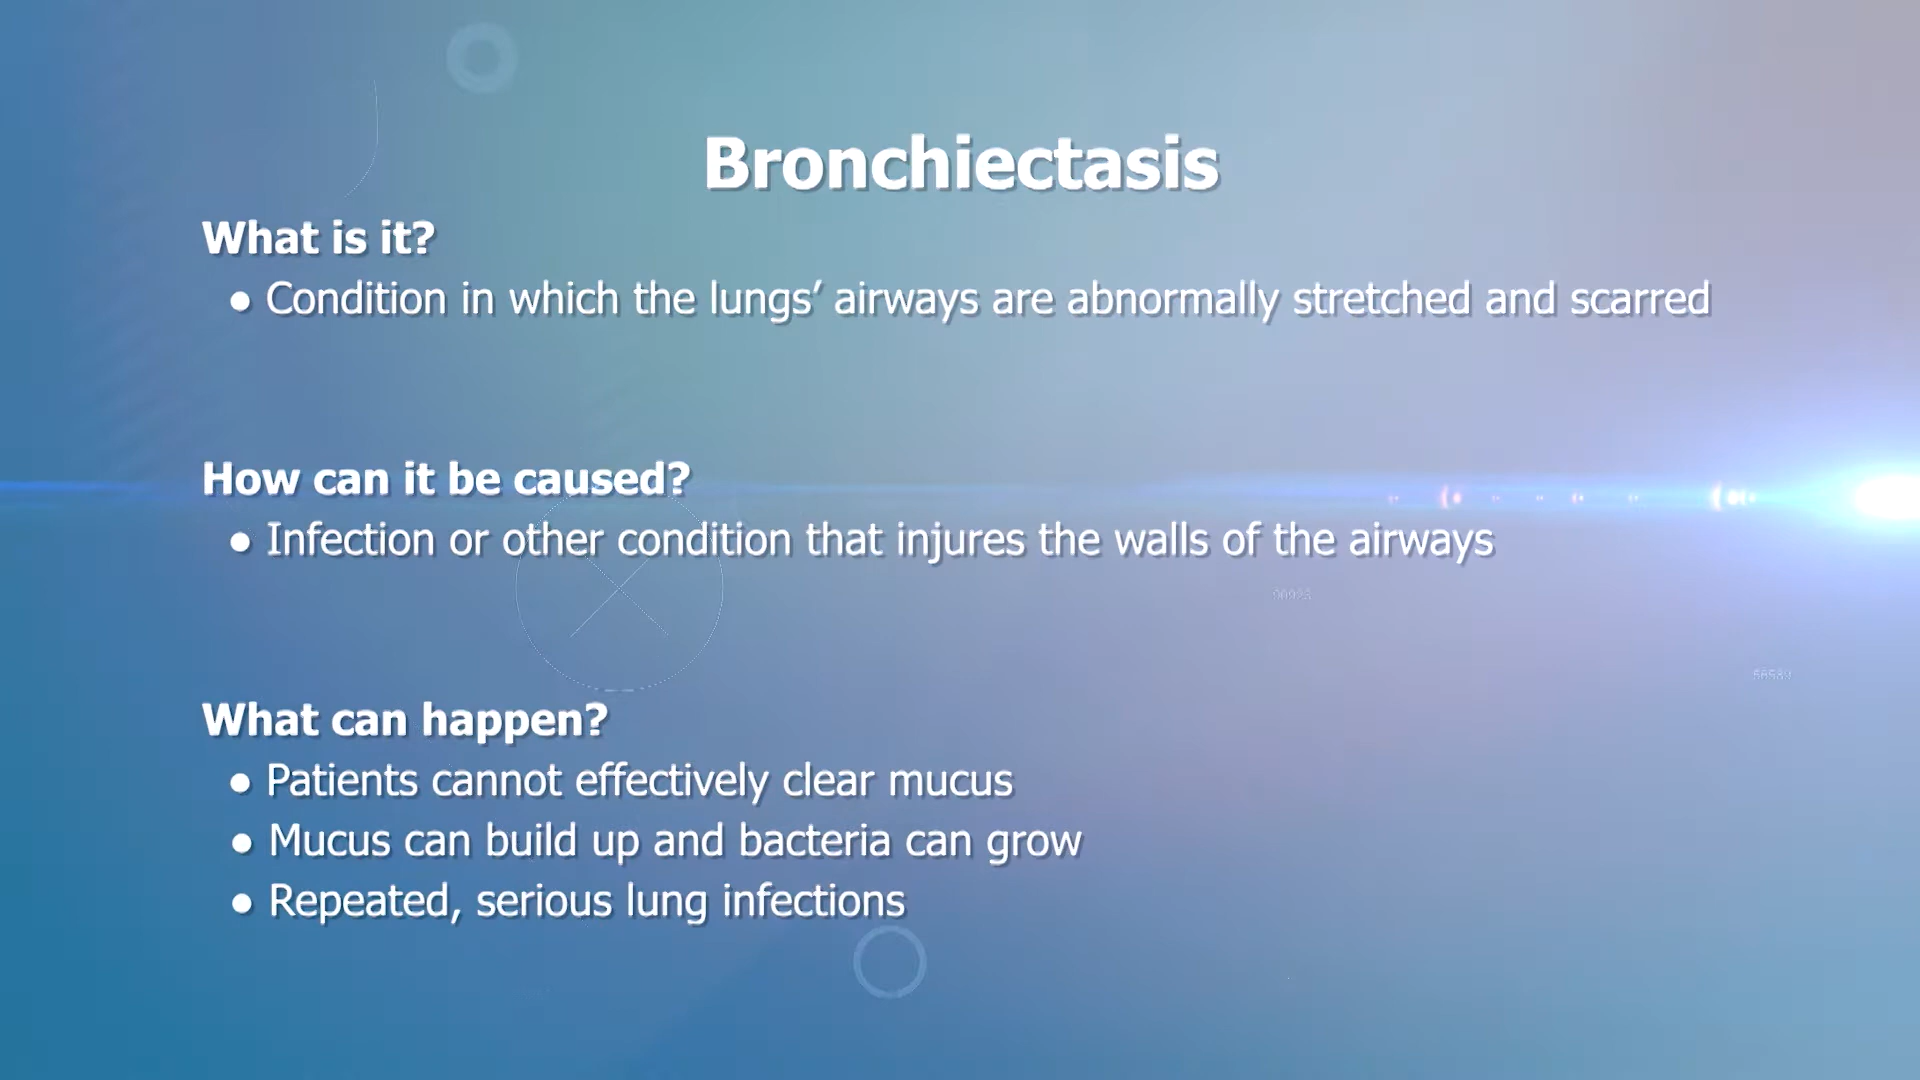 Bronchiectasis
What is it?
● Condition in which the lungs’ airways are abnormally stretched and scarred
How can it be caused?
● Infection or other condition that injures the walls of the airways
What can happen?
● Patients cannot effectively clear mucus
● Mucus can build up and bacteria can grow
● Repeated, serious lung infections